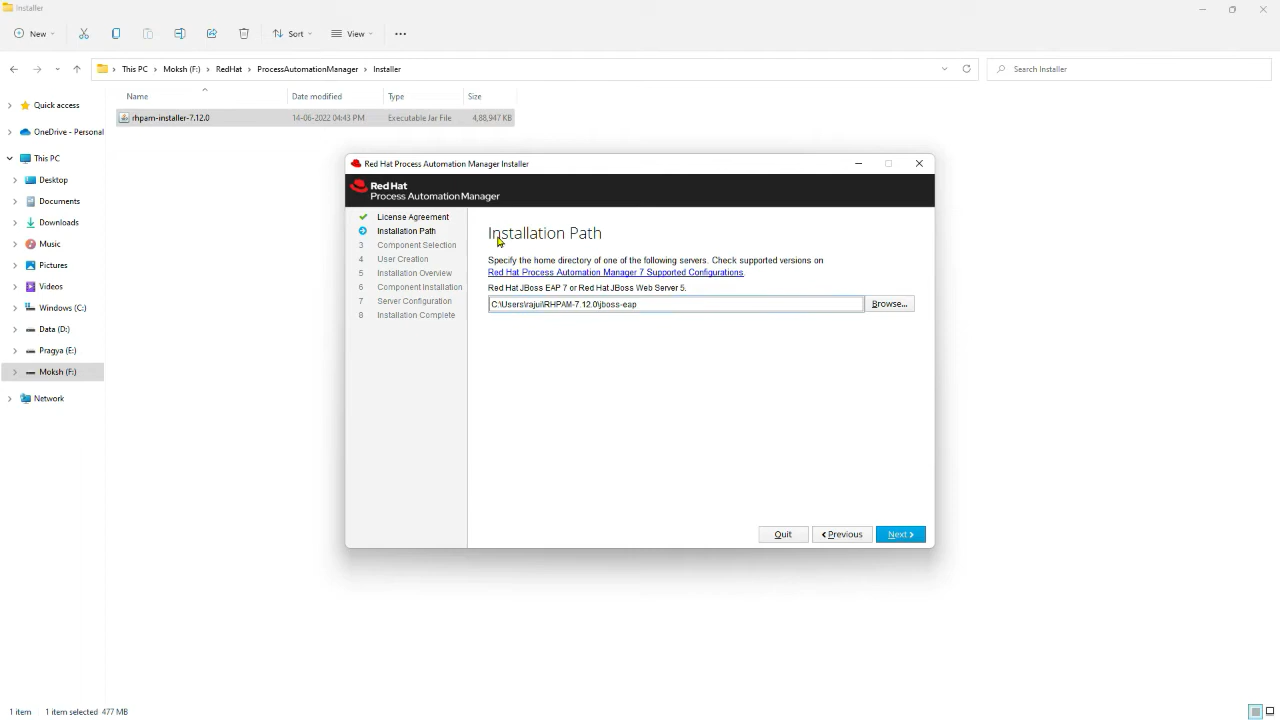 Installer
New
Sort
View
This PC > Moksh (F:) > RedHat > ProcessAutomationManager > Installer
Search Installer
Name Date modified Type Size
rhpam-installer-7.12.0 14-06-2022 04:43 PM Executable Jar File 4,88,947 KB
Quick access
OneDrive - Personal
This PC
Desktop
Documents
Downloads
Music
Pictures
Videos
Windows (C:)
Data (D:)
Pragya (E:)
Moksh (F:)
Network
Red Hat Process Automation Manager Installer
Red Hat
Process Automation Manager
License Agreement
Installation Path
3 Component Selection
4 User Creation
5 Installation Overview
6 Component Installation
7 Server Configuration
8 Installation Complete
Installation Path
Specify the home directory of one of the following servers. Check supported versions on
Red Hat Process Automation Manager 7 Supported Configurations.
Red Hat JBoss EAP 7 or Red Hat JBoss Web Server 5.
C:\Users\rajul\RHPAM-7.12.0\jboss-eap
Browse...
Quit
Previous
Next
1 item 1 item selected 477 MB